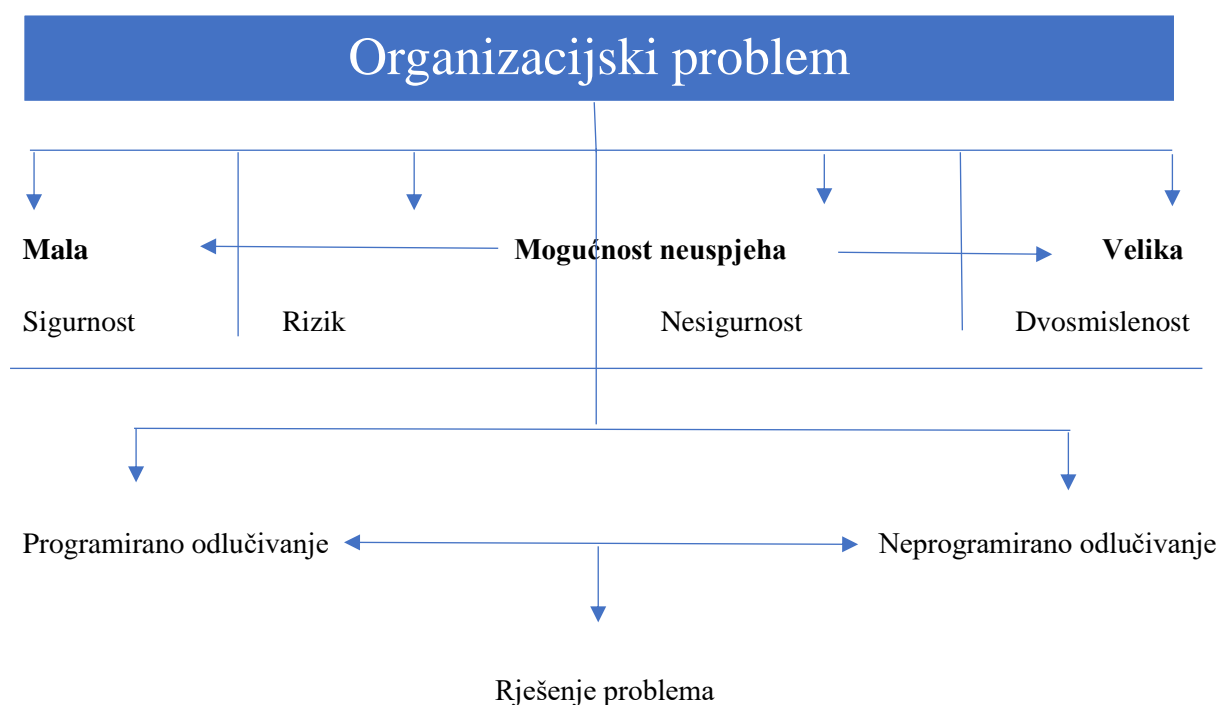 Organizacijski problem
Mala Mogućnost neuspjeha Velika
Sigurnost Rizik Nesigurnost Dvosmislenost
Programirano odlučivanje Neprogramirano odlučivanje
Rješenje problema